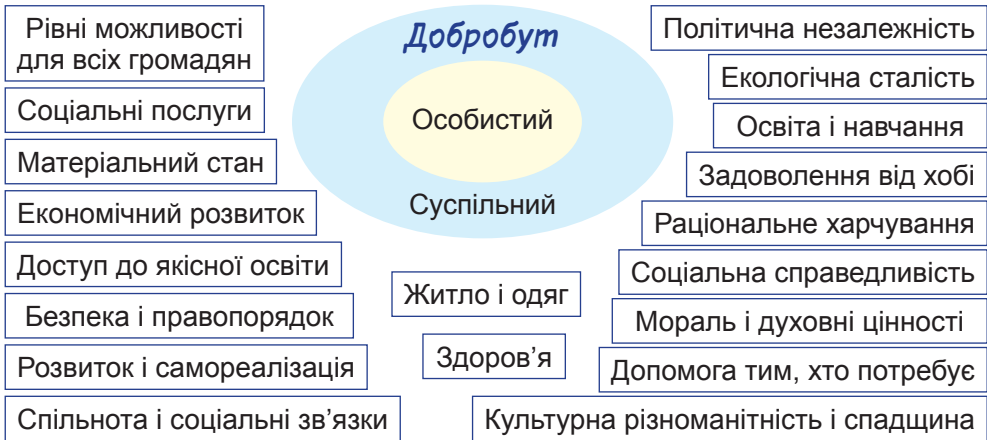 Рівні можливості
для всіх громадян
Соціальні послуги
Матеріальний стан
Економічний розвиток
Доступ до якісної освіти
Безпека і правопорядок
Розвиток і самореалізація
Спільнота і соціальні зв’язки
Добробут
Особистий
Суспільний
Житло і одяг
Здоров’я
Політична незалежність
Екологічна сталість
Освіта і навчання
Задоволення від хобі
Раціональне харчування
Соціальна справедливість
Мораль і духовні цінності
Допомога тим, хто потребує
Культурна різноманітність і спадщина